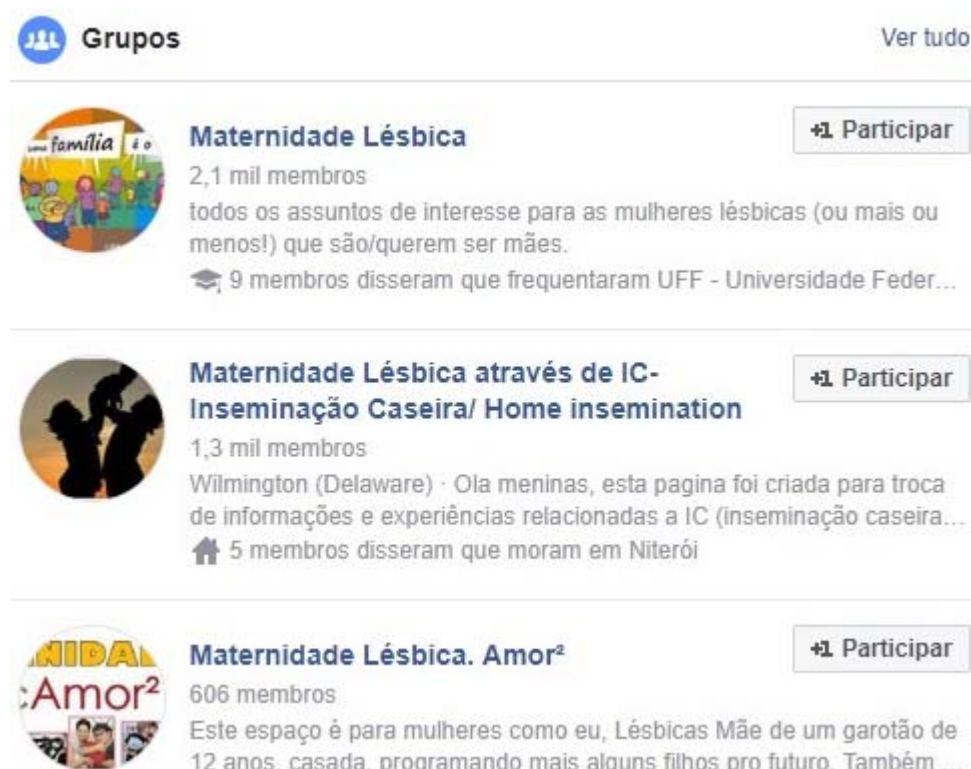 Grupos
Ver tudo
família é o
Maternidade Lésbica
+1 Participar
2,1 mil membros
todos os assuntos de interesse para as mulheres lésbicas (ou mais ou
menos!) que são/querem ser mães.
9 membros disseram que frequentaram UFF - Universidade Feder...
Maternidade Lésbica através de IC-
Inseminação Caseira/ Home insemination
+1 Participar
1,3 mil membros
Wilmington (Delaware) · Ola meninas, esta pagina foi criada para troca
de informações e experiências relacionadas a IC (inseminação caseira...
5 membros disseram que moram em Niterói
NIDA
Amor²
Maternidade Lésbica. Amor²
+1 Participar
606 membros
Este espaço é para mulheres como eu, Lésbicas Mãe de um garotão de
12 anos, casada, programando mais alguns filhos pro futuro. Também ...